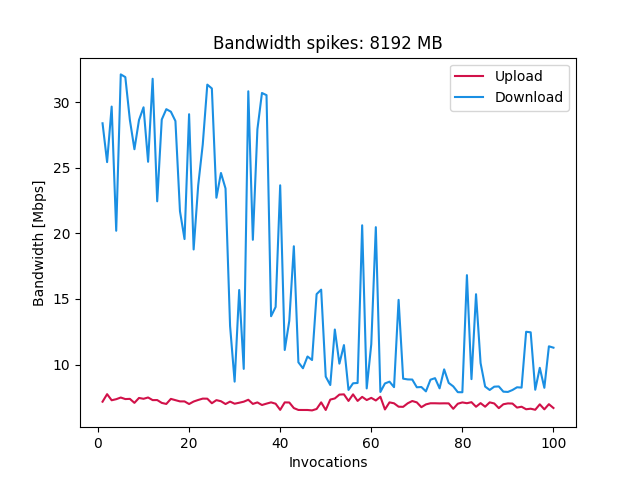 Bandwidth spikes: 8192 MB
Upload
Download
30
25
20
15
10
Bandwidth [Mbps]
0 20 40 60 80 100
Invocations